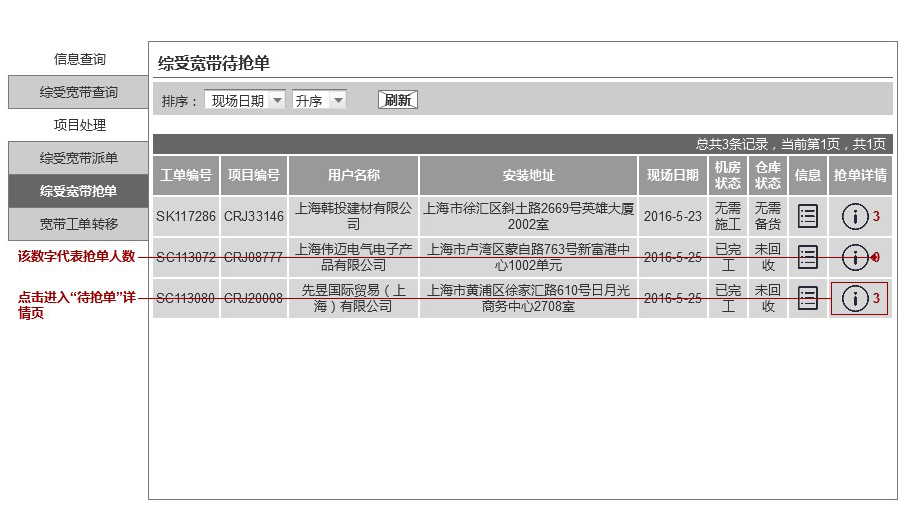 信息查询
综受宽带查询
项目处理
综受宽带派单
综受宽带抢单
宽带工单转移
该数字代表抢单人数
点击进入“待抢单”详
情页
综受宽带待抢单
排序： 现场日期 升序 刷新
总共3条记录，当前第1页，共1页
工单编号 项目编号 用户名称 安装地址 现场日期 机房状态 仓库状态 信息 抢单详情
SK117286 CRJ33146 上海韩投建材有限公司 上海市徐汇区斜土路2669号英雄大厦2002室 2016-5-23 无需施工 无需备货 3
SC113072 CRJ08777 上海伟迈电气电子产品有限公司 上海市卢湾区蒙自路763号新富港中心1002单元 2016-5-25 已完工 未回收 0
SC113080 CRJ20008 先昱国际贸易（上海）有限公司 上海市黄浦区徐家汇路610号日月光商务中心2708室 2016-5-25 已完工 未回收 3